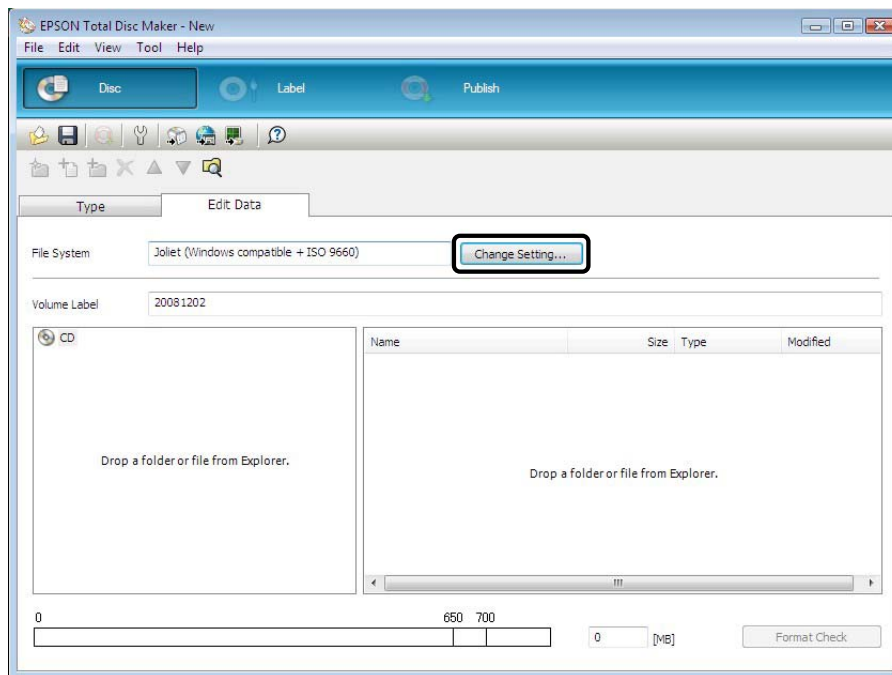 EPSON Total Disc Maker - New
File Edit View Tool Help
Disc Label Publish
Type Edit Data
File System Joliet (Windows compatible + ISO 9660) Change Setting...
Volume Label 20081202
CD
Name Size Type Modified
Drop a folder or file from Explorer.
Drop a folder or file from Explorer.
0 650 700
0 [MB] Format Check